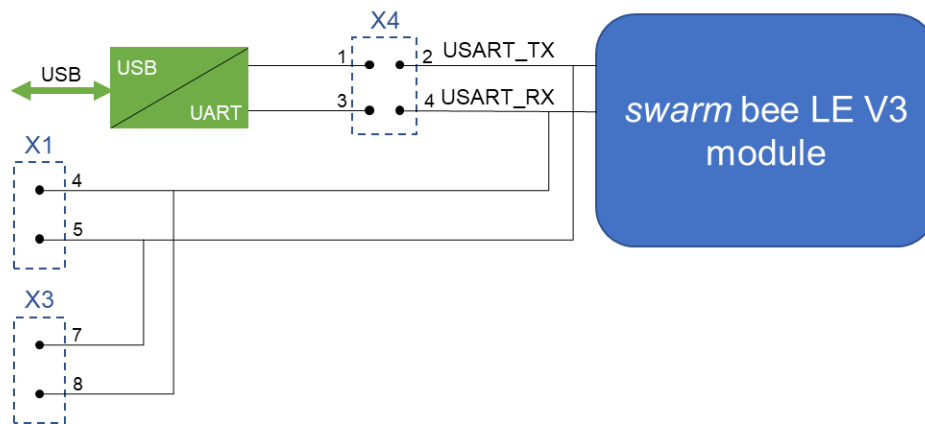 X4
USB
USB
UART
1
2
USART_TX
3
4
USART_RX
swarm bee LE V3
module
X1
4
5
X3
7
8